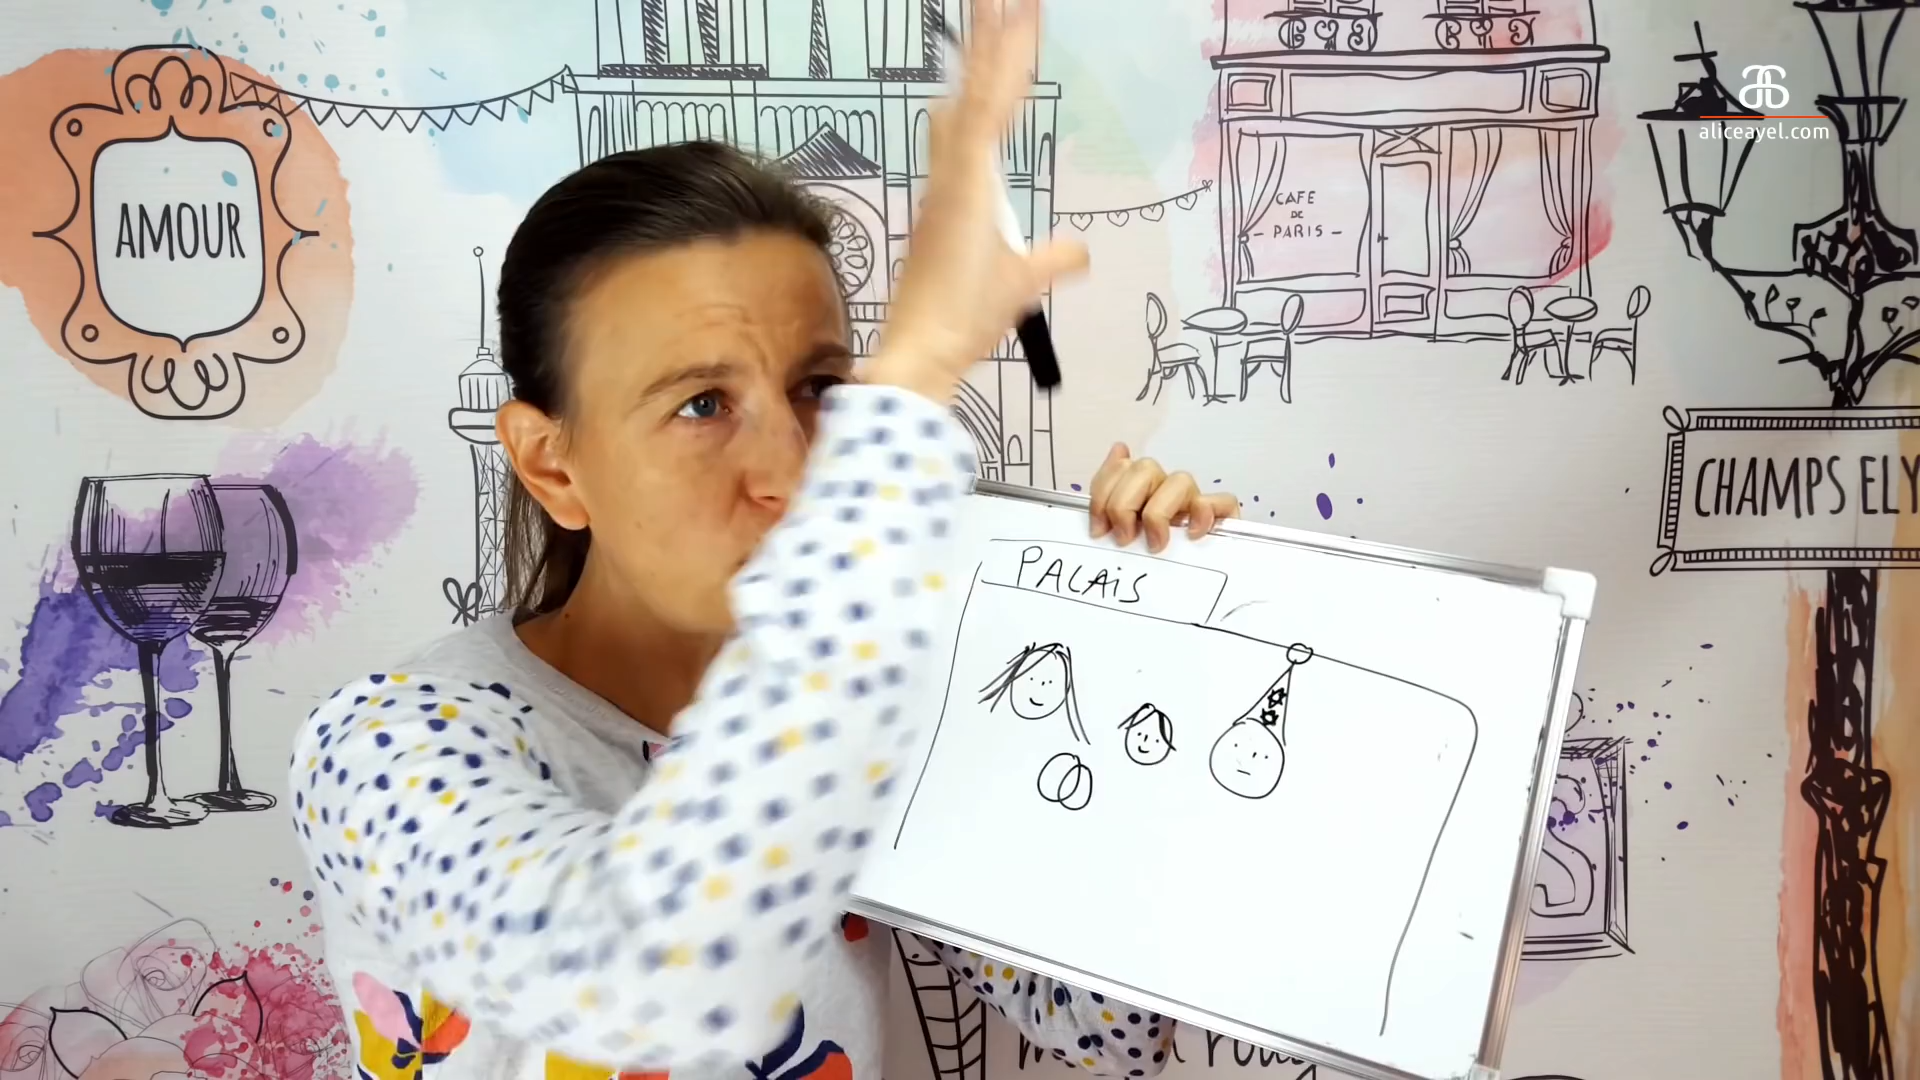 aliceayel.com
AMOUR
CAFE
DE
– PARIS –
CHAMPS ELY
PALAiS